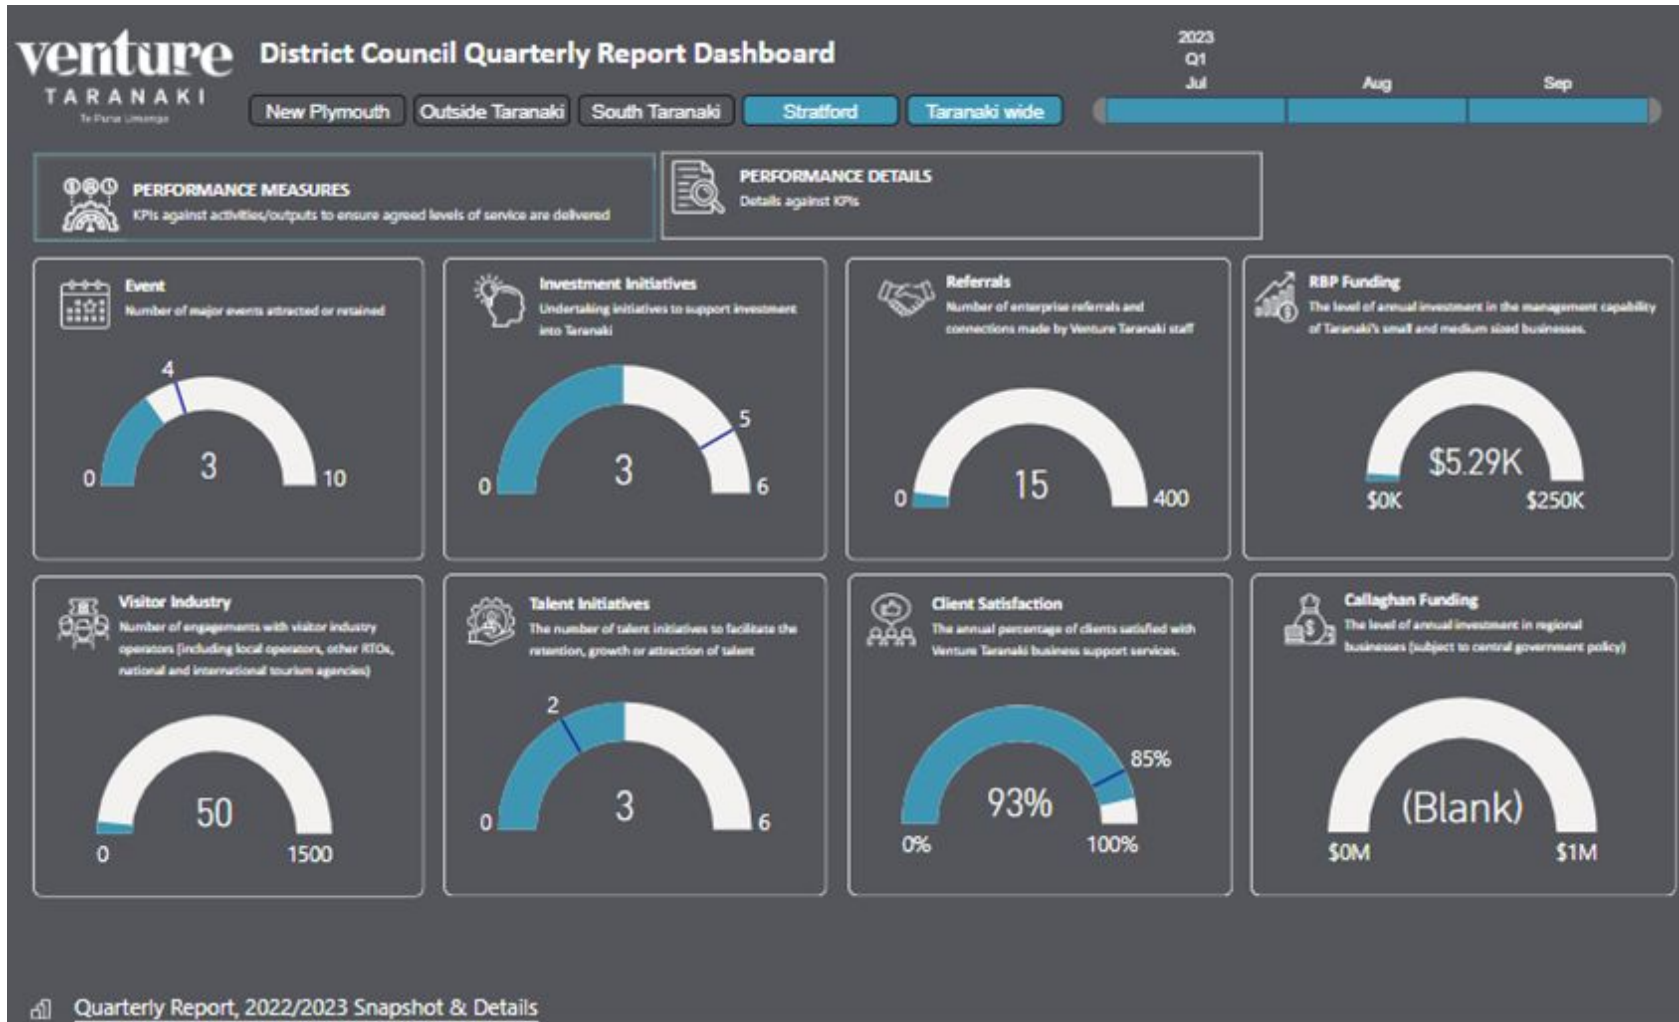 venture
TARANAKI
District Council Quarterly Report Dashboard
New Plymouth
Outside Taranaki
South Taranaki
Stratford
Taranaki wide
2023
Q1
Jul
Aug
Sep
PERFORMANCE MEASURES
KPIs against activities/outputs to ensure agreed levels of service are delivered
PERFORMANCE DETAILS
Details against KPIs
Event
Number of major events attracted or retained
4
0
3
10
Investment Initiatives
Undertaking initiatives to support investment
into Taranaki
5
0
3
6
Referrals
Number of enterprise referrals and
connections made by Venture Taranaki staff
0
15
400
RBP Funding
The level of annual investment in the management capability
of Taranaki's small and medium sized businesses.
$5.29K
$0K
$250K
Visitor Industry
Number of engagements with visitor industry
operators (including local operators, other RTOs,
national and international tourism agencies)
50
0
1500
Talent Initiatives
The number of talent initiatives to facilitate the
retention, growth or attraction of talent
2
0
3
6
Client Satisfaction
The annual percentage of clients satisfied with
Venture Taranaki business support services.
85%
93%
0%
100%
Callaghan Funding
The level of annual investment in regional
businesses (subject to central government policy)
(Blank)
$0M
$1M
Quarterly Report, 2022/2023 Snapshot & Details